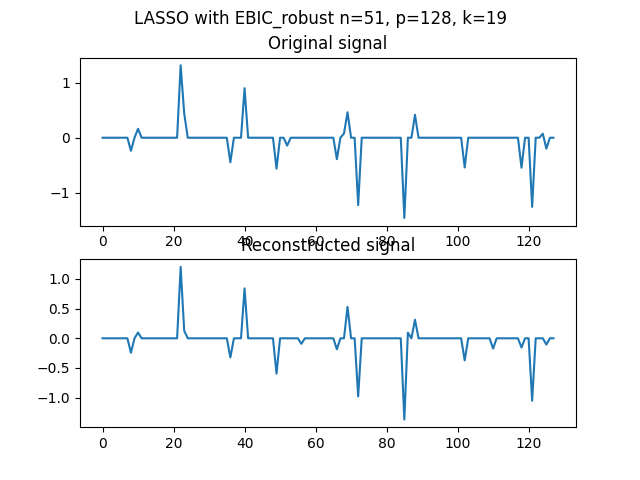 LASSO with EBIC_robust n=51, p=128, k=19
Original signal
1
0
−1
0 20 40 60 80 100 120
Reconstructed signal
1.0
0.5
0.0
−0.5
−1.0
0 20 40 60 80 100 120